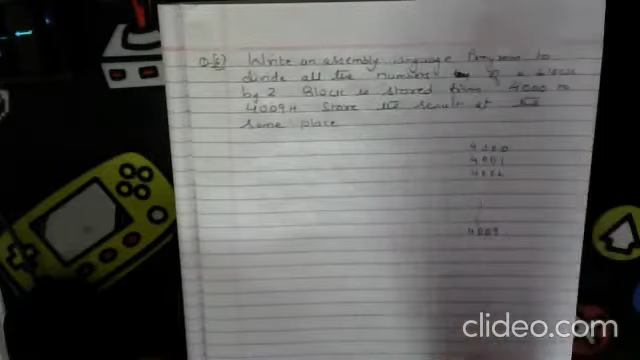 Write an assembly language Program to
divide all the numbers of a block
by 2 Block is stored from 4000 to
4009H Store the result at the
same place
4000
4001
4002
4009
clideo.com